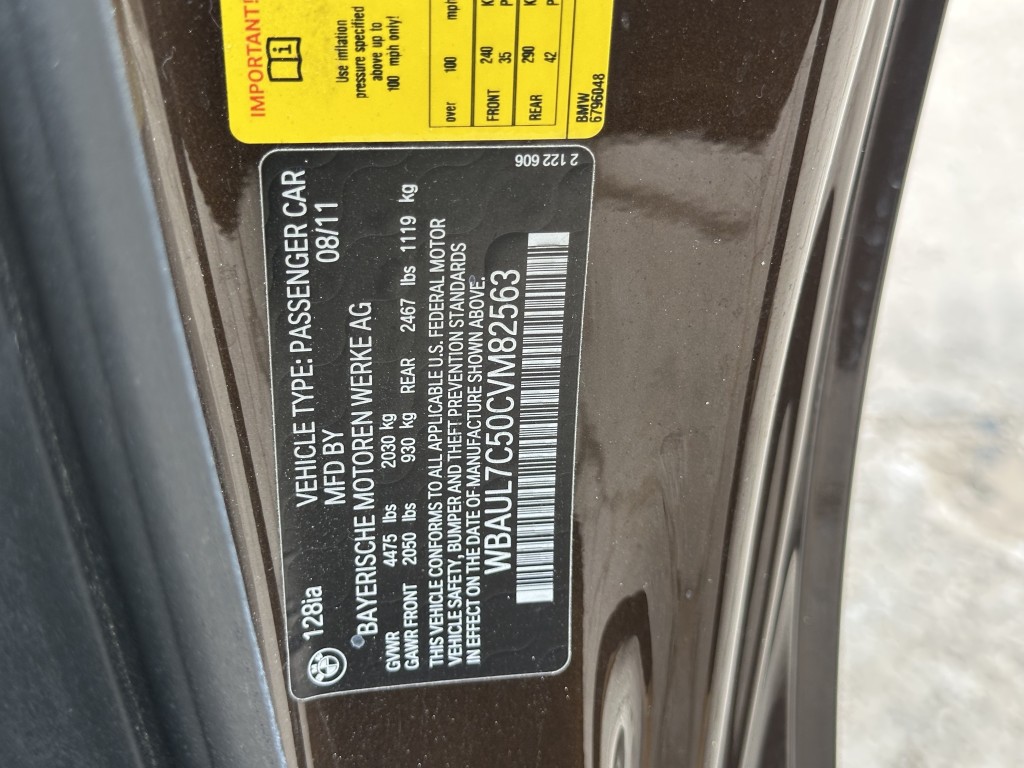 IMPORTANT!
Use inflation
pressure specified
above up to
100 mph only!
over 100 mph
FRONT 240
35
REAR 290
42
BMW
6796048
128ia VEHICLE TYPE: PASSENGER CAR
MFD BY 08/11
BAYERISCHE MOTOREN WERKE AG
GVWR 4475 lbs 2030 kg
GAWR FRONT 2050 lbs 930 kg REAR 2467 lbs 1119 kg
THIS VEHICLE CONFORMS TO ALL APPLICABLE U.S. FEDERAL MOTOR
VEHICLE SAFETY, BUMPER AND THEFT PREVENTION STANDARDS
IN EFFECT ON THE DATE OF MANUFACTURE SHOWN ABOVE.
WBAUL7C50CVM82563
2 122 606